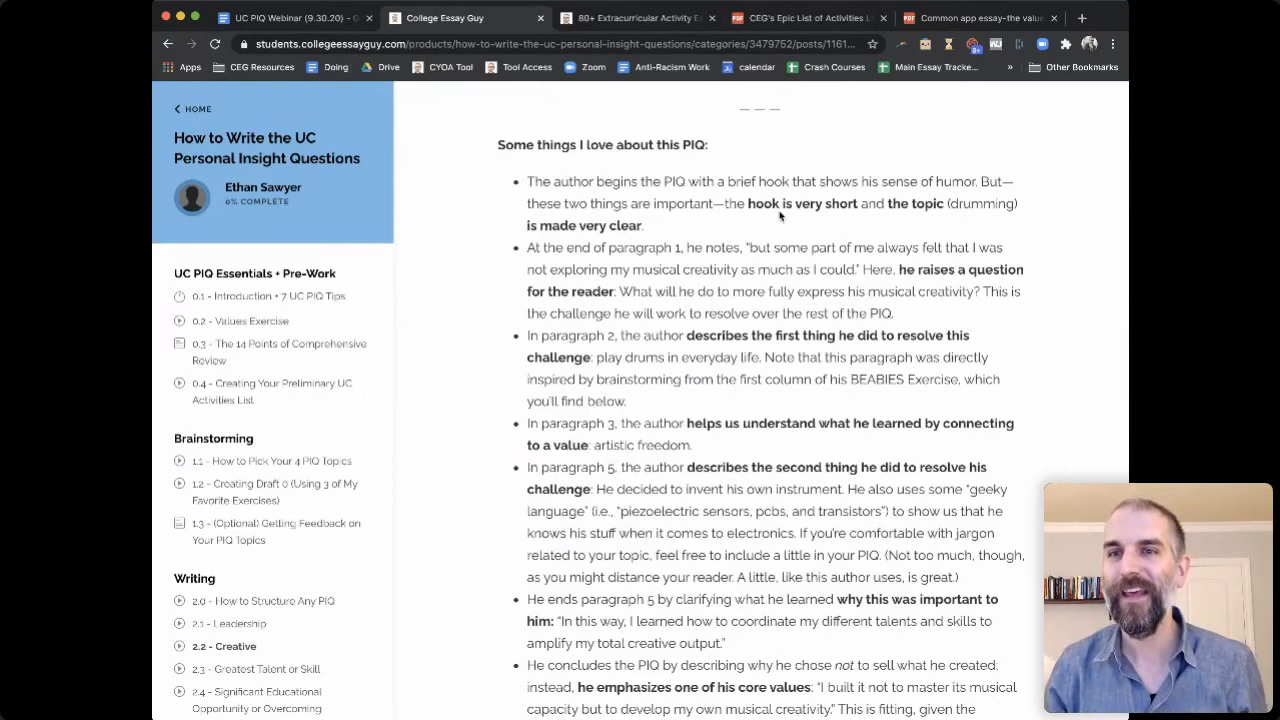 UC PIQ Webinar (9.30.20) - G
College Essay Guy
80+ Extracurricular Activity E
CEG's Epic List of Activities L
Common app essay-the value
students.collegeessayguy.com/products/how-to-write-the-uc-personal-insight-questions/categories/3479752/posts/1161...
Apps
CEG Resources
Doing
Drive
CYOA Tool
Tool Access
Zoom
Anti-Racism Work
calendar
Crash Courses
Main Essay Tracke...
»
Other Bookmarks
HOME
How to Write the UC
Personal Insight Questions
Ethan Sawyer
0% COMPLETE
UC PIQ Essentials + Pre-Work
0.1 - Introduction + 7 UC PIQ Tips
0.2 - Values Exercise
0.3 - The 14 Points of Comprehensive
Review
0.4 - Creating Your Preliminary UC
Activities List
Brainstorming
1.1 - How to Pick Your 4 PIQ Topics
1.2 - Creating Draft 0 (Using 3 of My
Favorite Exercises)
1.3 - (Optional) Getting Feedback on
Your PIQ Topics
Writing
2.0 - How to Structure Any PIQ
2.1 - Leadership
2.2 - Creative
2.3 - Greatest Talent or Skill
2.4 - Significant Educational
Opportunity or Overcoming
— — —
Some things I love about this PIQ:
• The author begins the PIQ with a brief hook that shows his sense of humor. But—
these two things are important—the hook is very short and the topic (drumming)
is made very clear.
• At the end of paragraph 1, he notes, “but some part of me always felt that I was
not exploring my musical creativity as much as I could.” Here, he raises a question
for the reader: What will he do to more fully express his musical creativity? This is
the challenge he will work to resolve over the rest of the PIQ.
• In paragraph 2, the author describes the first thing he did to resolve this
challenge: play drums in everyday life. Note that this paragraph was directly
inspired by brainstorming from the first column of his BEABIES Exercise, which
you'll find below.
• In paragraph 3, the author helps us understand what he learned by connecting
to a value: artistic freedom.
• In paragraph 5, the author describes the second thing he did to resolve his
challenge: He decided to invent his own instrument. He also uses some “geeky
language” (i.e., “piezoelectric sensors, pcbs, and transistors”) to show us that he
knows his stuff when it comes to electronics. If you're comfortable with jargon
related to your topic, feel free to include a little in your PIQ. (Not too much, though,
as you might distance your reader. A little, like this author uses, is great.)
• He ends paragraph 5 by clarifying what he learned why this was important to
him: “In this way, I learned how to coordinate my different talents and skills to
amplify my total creative output.”
• He concludes the PIQ by describing why he chose not to sell what he created;
instead, he emphasizes one of his core values: “I built it not to master its musical
capacity but to develop my own musical creativity.” This is fitting, given the